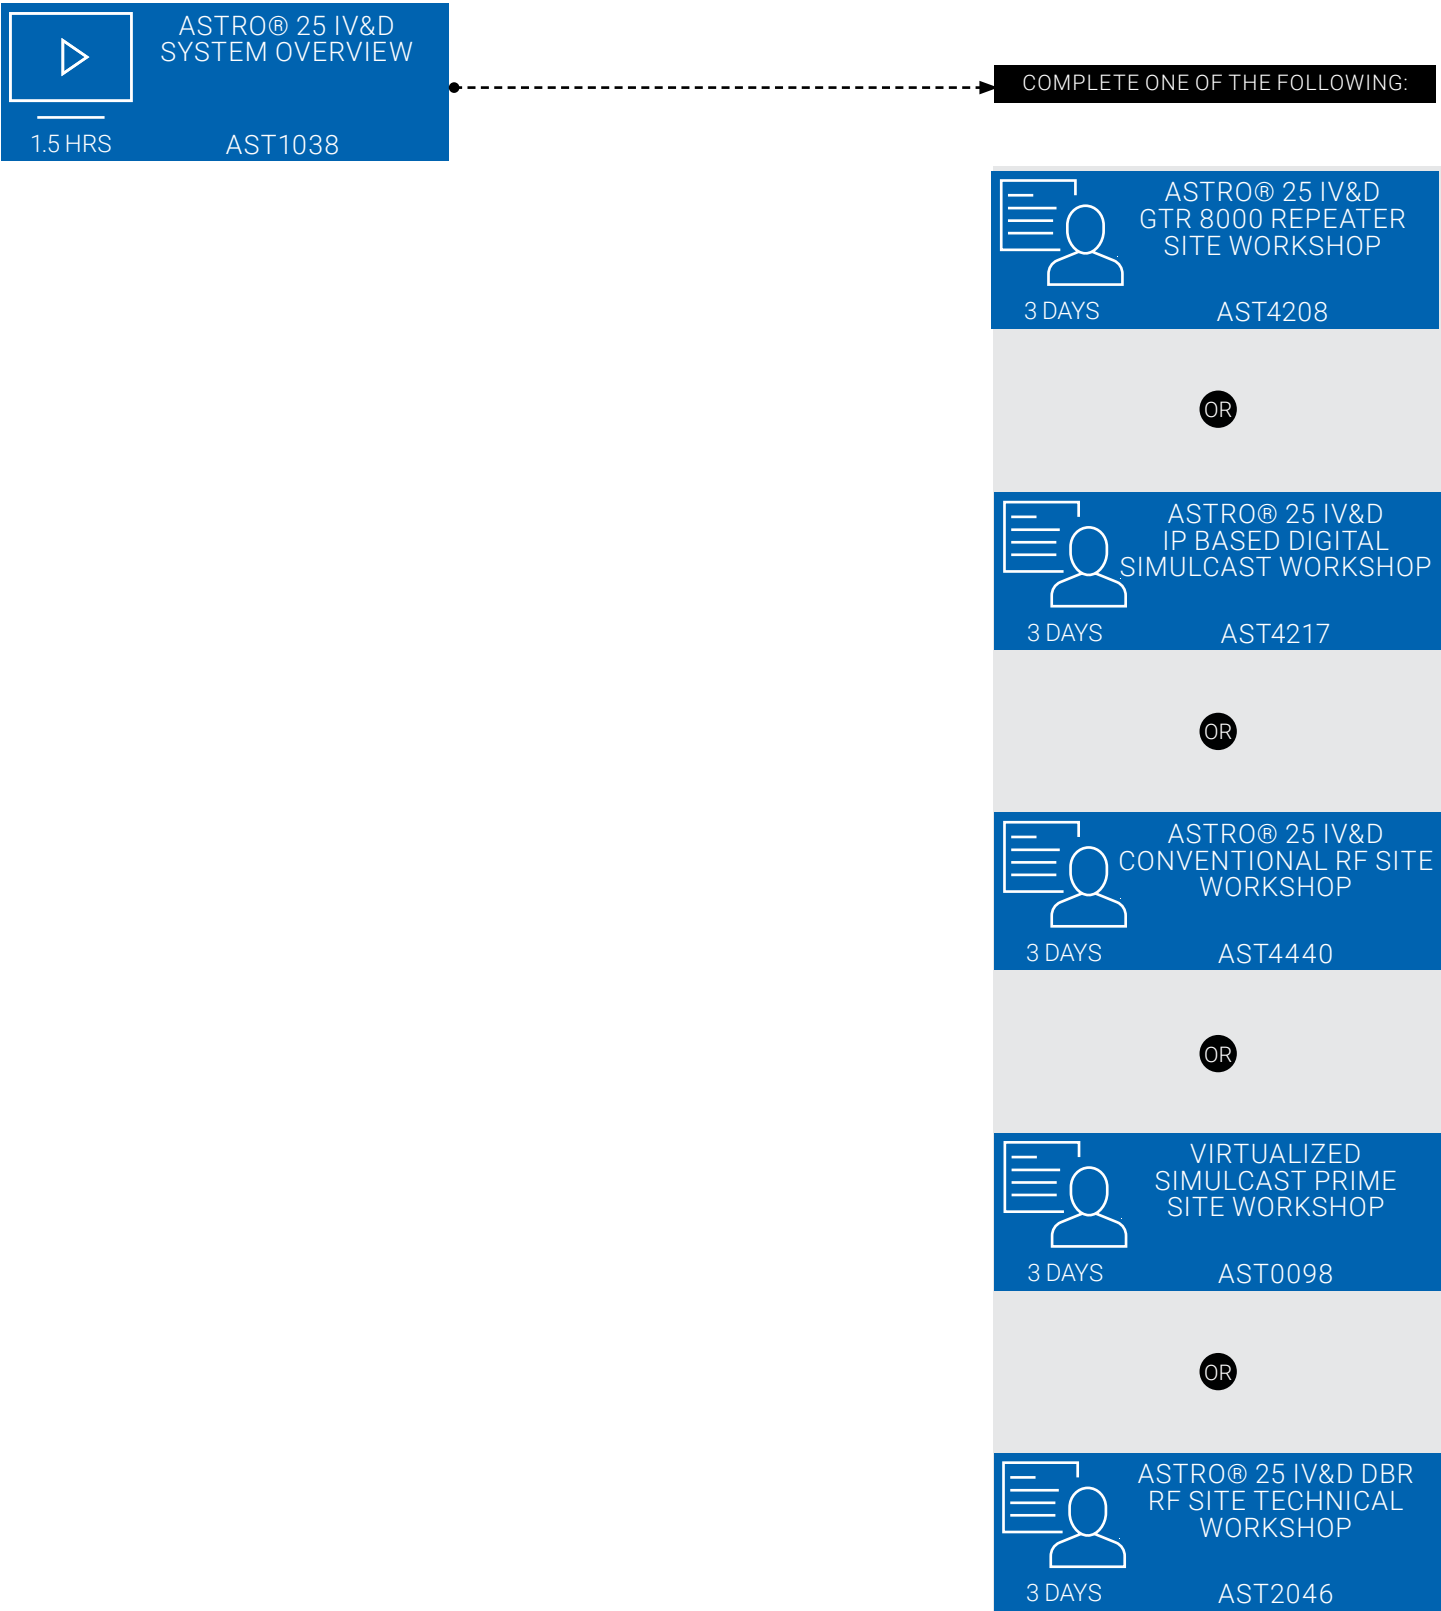 ASTRO® 25 IV&D
SYSTEM OVERVIEW
1.5 HRS
AST1038
COMPLETE ONE OF THE FOLLOWING:
ASTRO® 25 IV&D
GTR 8000 REPEATER
SITE WORKSHOP
3 DAYS
AST4208
OR
ASTRO® 25 IV&D
IP BASED DIGITAL
SIMULCAST WORKSHOP
3 DAYS
AST4217
OR
ASTRO® 25 IV&D
CONVENTIONAL RF SITE
WORKSHOP
3 DAYS
AST4440
OR
VIRTUALIZED
SIMULCAST PRIME
SITE WORKSHOP
3 DAYS
AST0098
OR
ASTRO® 25 IV&D DBR
RF SITE TECHNICAL
WORKSHOP
3 DAYS
AST2046